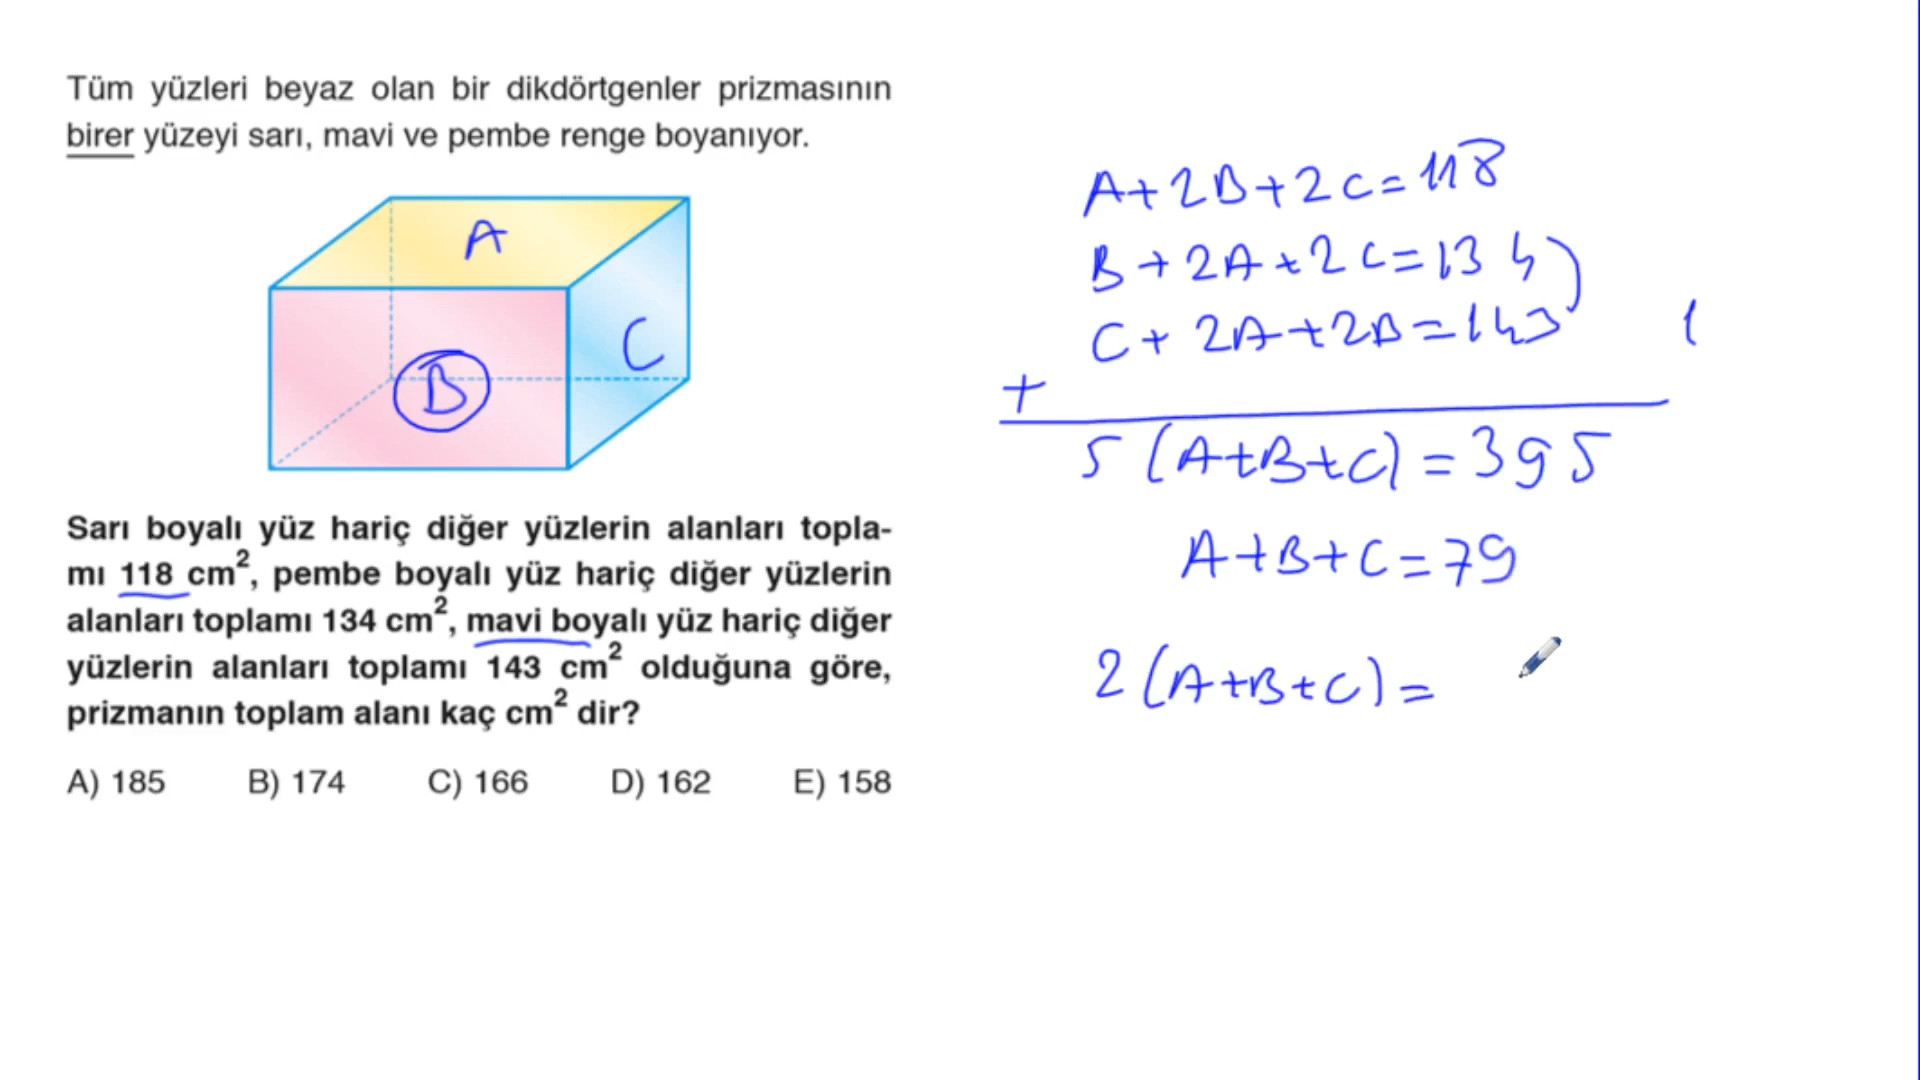 Tüm yüzleri beyaz olan bir dikdörtgenler prizmasının
birer yüzeyi sarı, mavi ve pembe renge boyanıyor.
A
B
C
Sarı boyalı yüz hariç diğer yüzlerin alanları topla-
mı 118 cm², pembe boyalı yüz hariç diğer yüzlerin
alanları toplamı 134 cm², mavi boyalı yüz hariç diğer
yüzlerin alanları toplamı 143 cm² olduğuna göre,
prizmanın toplam alanı kaç cm² dir?
A) 185 B) 174 C) 166 D) 162 E) 158
A+2B+2C=118
B+2A+2C=134)
C+2A+2B=143 1
+
5(A+B+C)=395
A+B+C=79
2(A+B+C)=